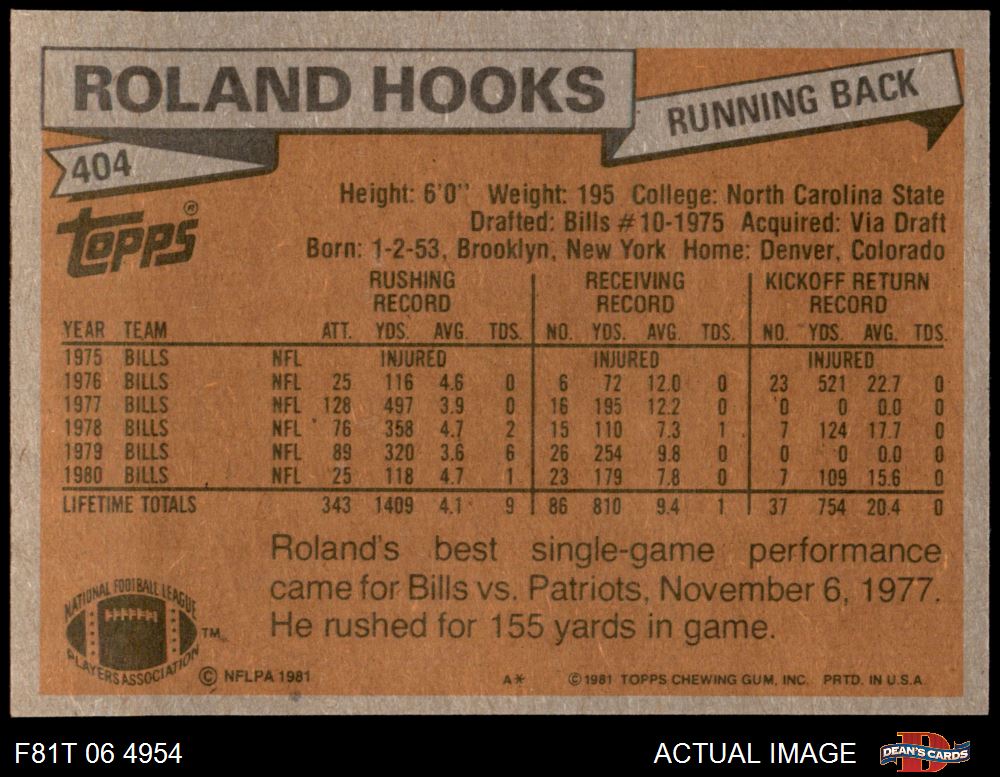 ROLAND HOOKS
RUNNING BACK
404
Topps®
Height: 6'0" Weight: 195 College: North Carolina State
Drafted: Bills #10-1975 Acquired: Via Draft
Born: 1-2-53, Brooklyn, New York Home: Denver, Colorado
RUSHING RECORD RECEIVING RECORD KICKOFF RETURN RECORD
YEAR TEAM ATT. YDS. AVG. TDS. NO. YDS. AVG. TDS. NO. YDS. AVG. TDS.
1975 BILLS NFL INJURED INJURED INJURED
1976 BILLS NFL 25 116 4.6 0 6 72 12.0 0 23 521 22.7 0
1977 BILLS NFL 128 497 3.9 0 16 195 12.2 0 0 0 0.0 0
1978 BILLS NFL 76 358 4.7 2 15 110 7.3 1 7 124 17.7 0
1979 BILLS NFL 89 320 3.6 6 26 254 9.8 0 0 0 0.0 0
1980 BILLS NFL 25 118 4.7 1 23 179 7.8 0 7 109 15.6 0
LIFETIME TOTALS 343 1409 4.1 9 86 810 9.4 1 37 754 20.4 0
Roland's best single-game performance
came for Bills vs. Patriots, November 6, 1977.
He rushed for 155 yards in game.
NATIONAL FOOTBALL LEAGUE
PLAYERS ASSOCIATION
TM
© NFLPA 1981
A* © 1981 TOPPS CHEWING GUM, INC. PRTD. IN U.S.A.
F81T 06 4954
ACTUAL IMAGE
D
DEAN'S CARDS